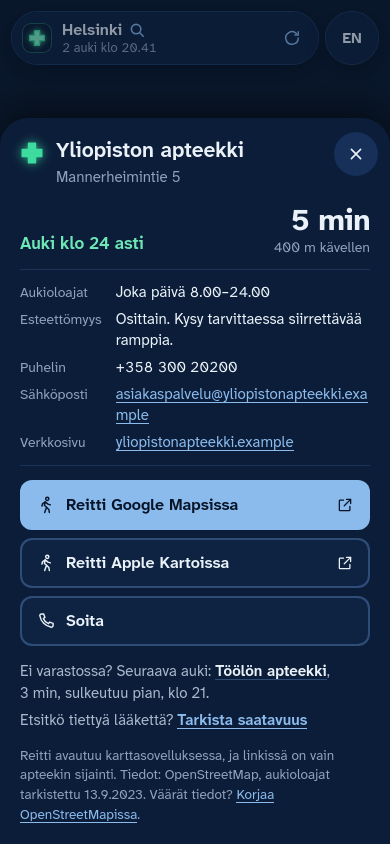 Helsinki
2 auki klo 20.41
EN
Yliopiston apteekki
Mannerheimintie 5
5 min
Auki klo 24 asti
400 m kävellen
Aukioloajat Joka päivä 8.00–24.00
Esteettömyys Osittain. Kysy tarvittaessa siirrettävää
ramppia.
Puhelin +358 300 20200
Sähköposti asiakaspalvelu@yliopistonapteekki.exa
mple
Verkkosivu yliopistonapteekki.example
Reitti Google Mapsissa
Reitti Apple Kartoissa
Soita
Ei varastossa? Seuraava auki: Töölön apteekki,
3 min, sulkeutuu pian, klo 21.
Etsitkö tiettyä lääkettä? Tarkista saatavuus
Reitti avautuu karttasovelluksessa, ja linkissä on vain
apteekin sijainti. Tiedot: OpenStreetMap, aukioloajat
tarkistettu 13.9.2023. Väärät tiedot? Korjaa
OpenStreetMapissa.